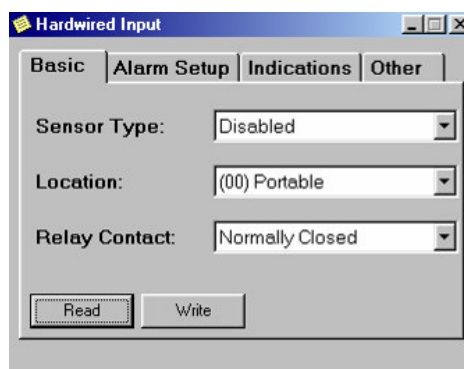 Hardwired Input
Basic Alarm Setup Indications Other
Sensor Type: Disabled
Location: (00) Portable
Relay Contact: Normally Closed
Read Write